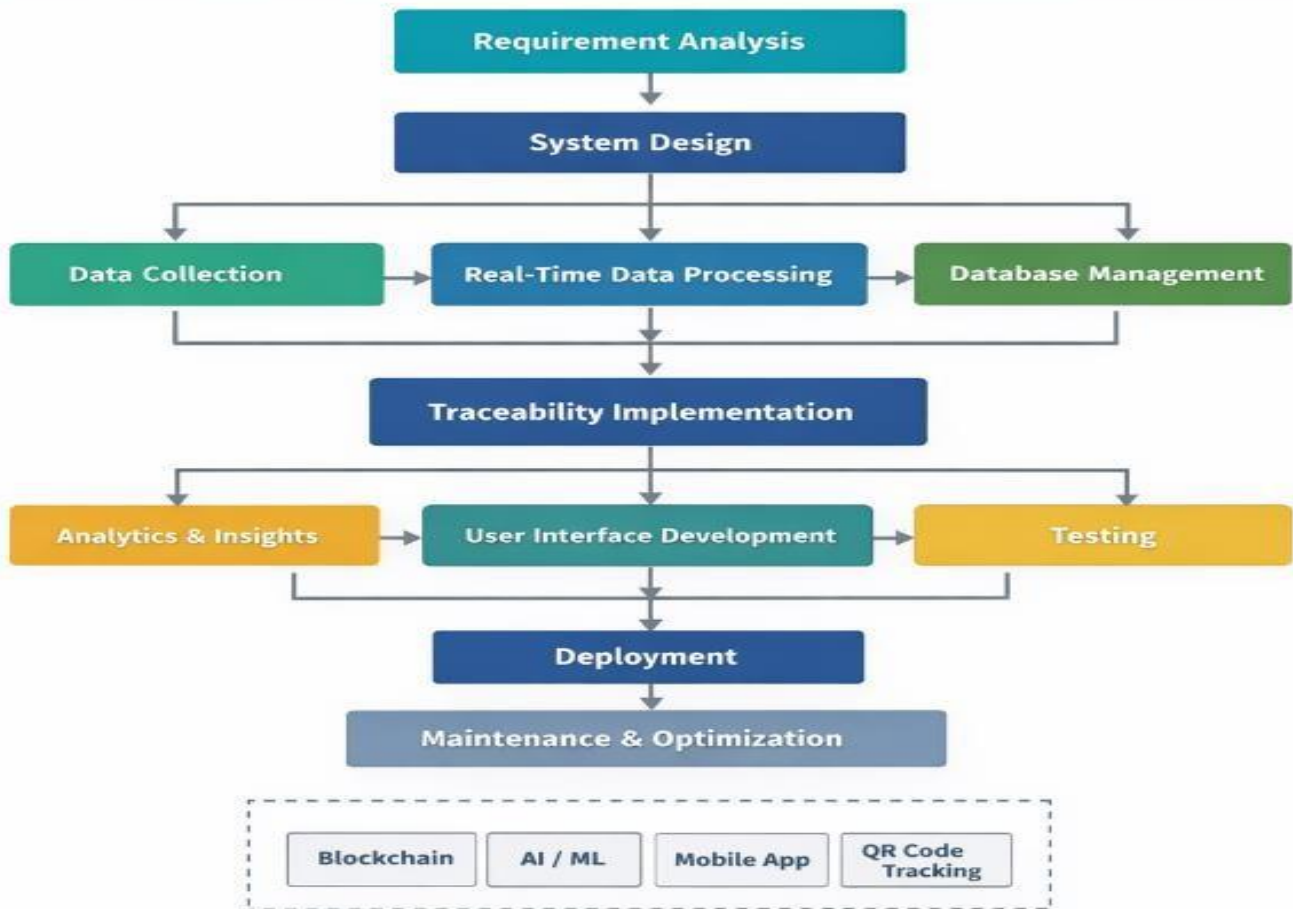 Requirement Analysis
System Design
Data Collection
Real-Time Data Processing
Database Management
Traceability Implementation
Analytics & Insights
User Interface Development
Testing
Deployment
Maintenance & Optimization
Blockchain
AI / ML
Mobile App
QR Code
Tracking